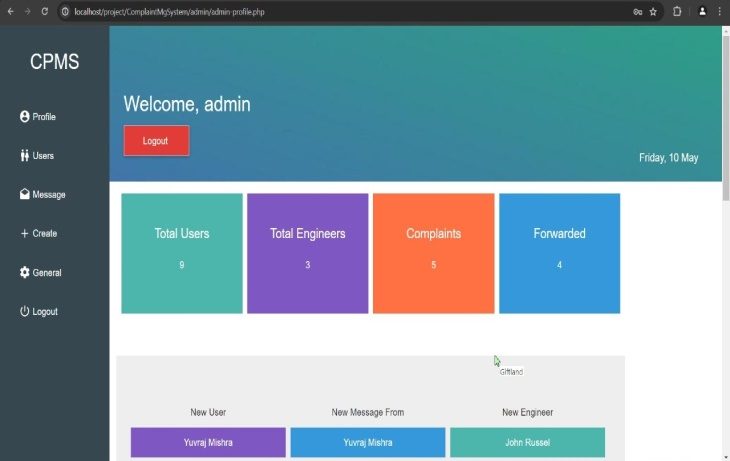 localhost/project/ComplaintMgSystem/admin/admin-profile.php
CPMS
Profile
Users
Message
Create
General
Logout
Welcome, admin
Logout
Friday, 10 May
Total Users
9
Total Engineers
3
Complaints
5
Forwarded
4
Giftland
New User
New Message From
New Engineer
Yuvraj Mishra
Yuvraj Mishra
John Russel